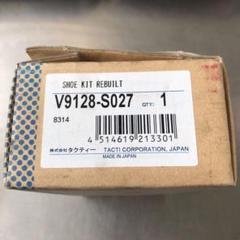 SHOE KIT REBUILT
V9128-S027 QTY: 1
8314
4 514619 213301
株式会社 タクティー TACTI CORPORATION, JAPAN
MADE IN JAPAN